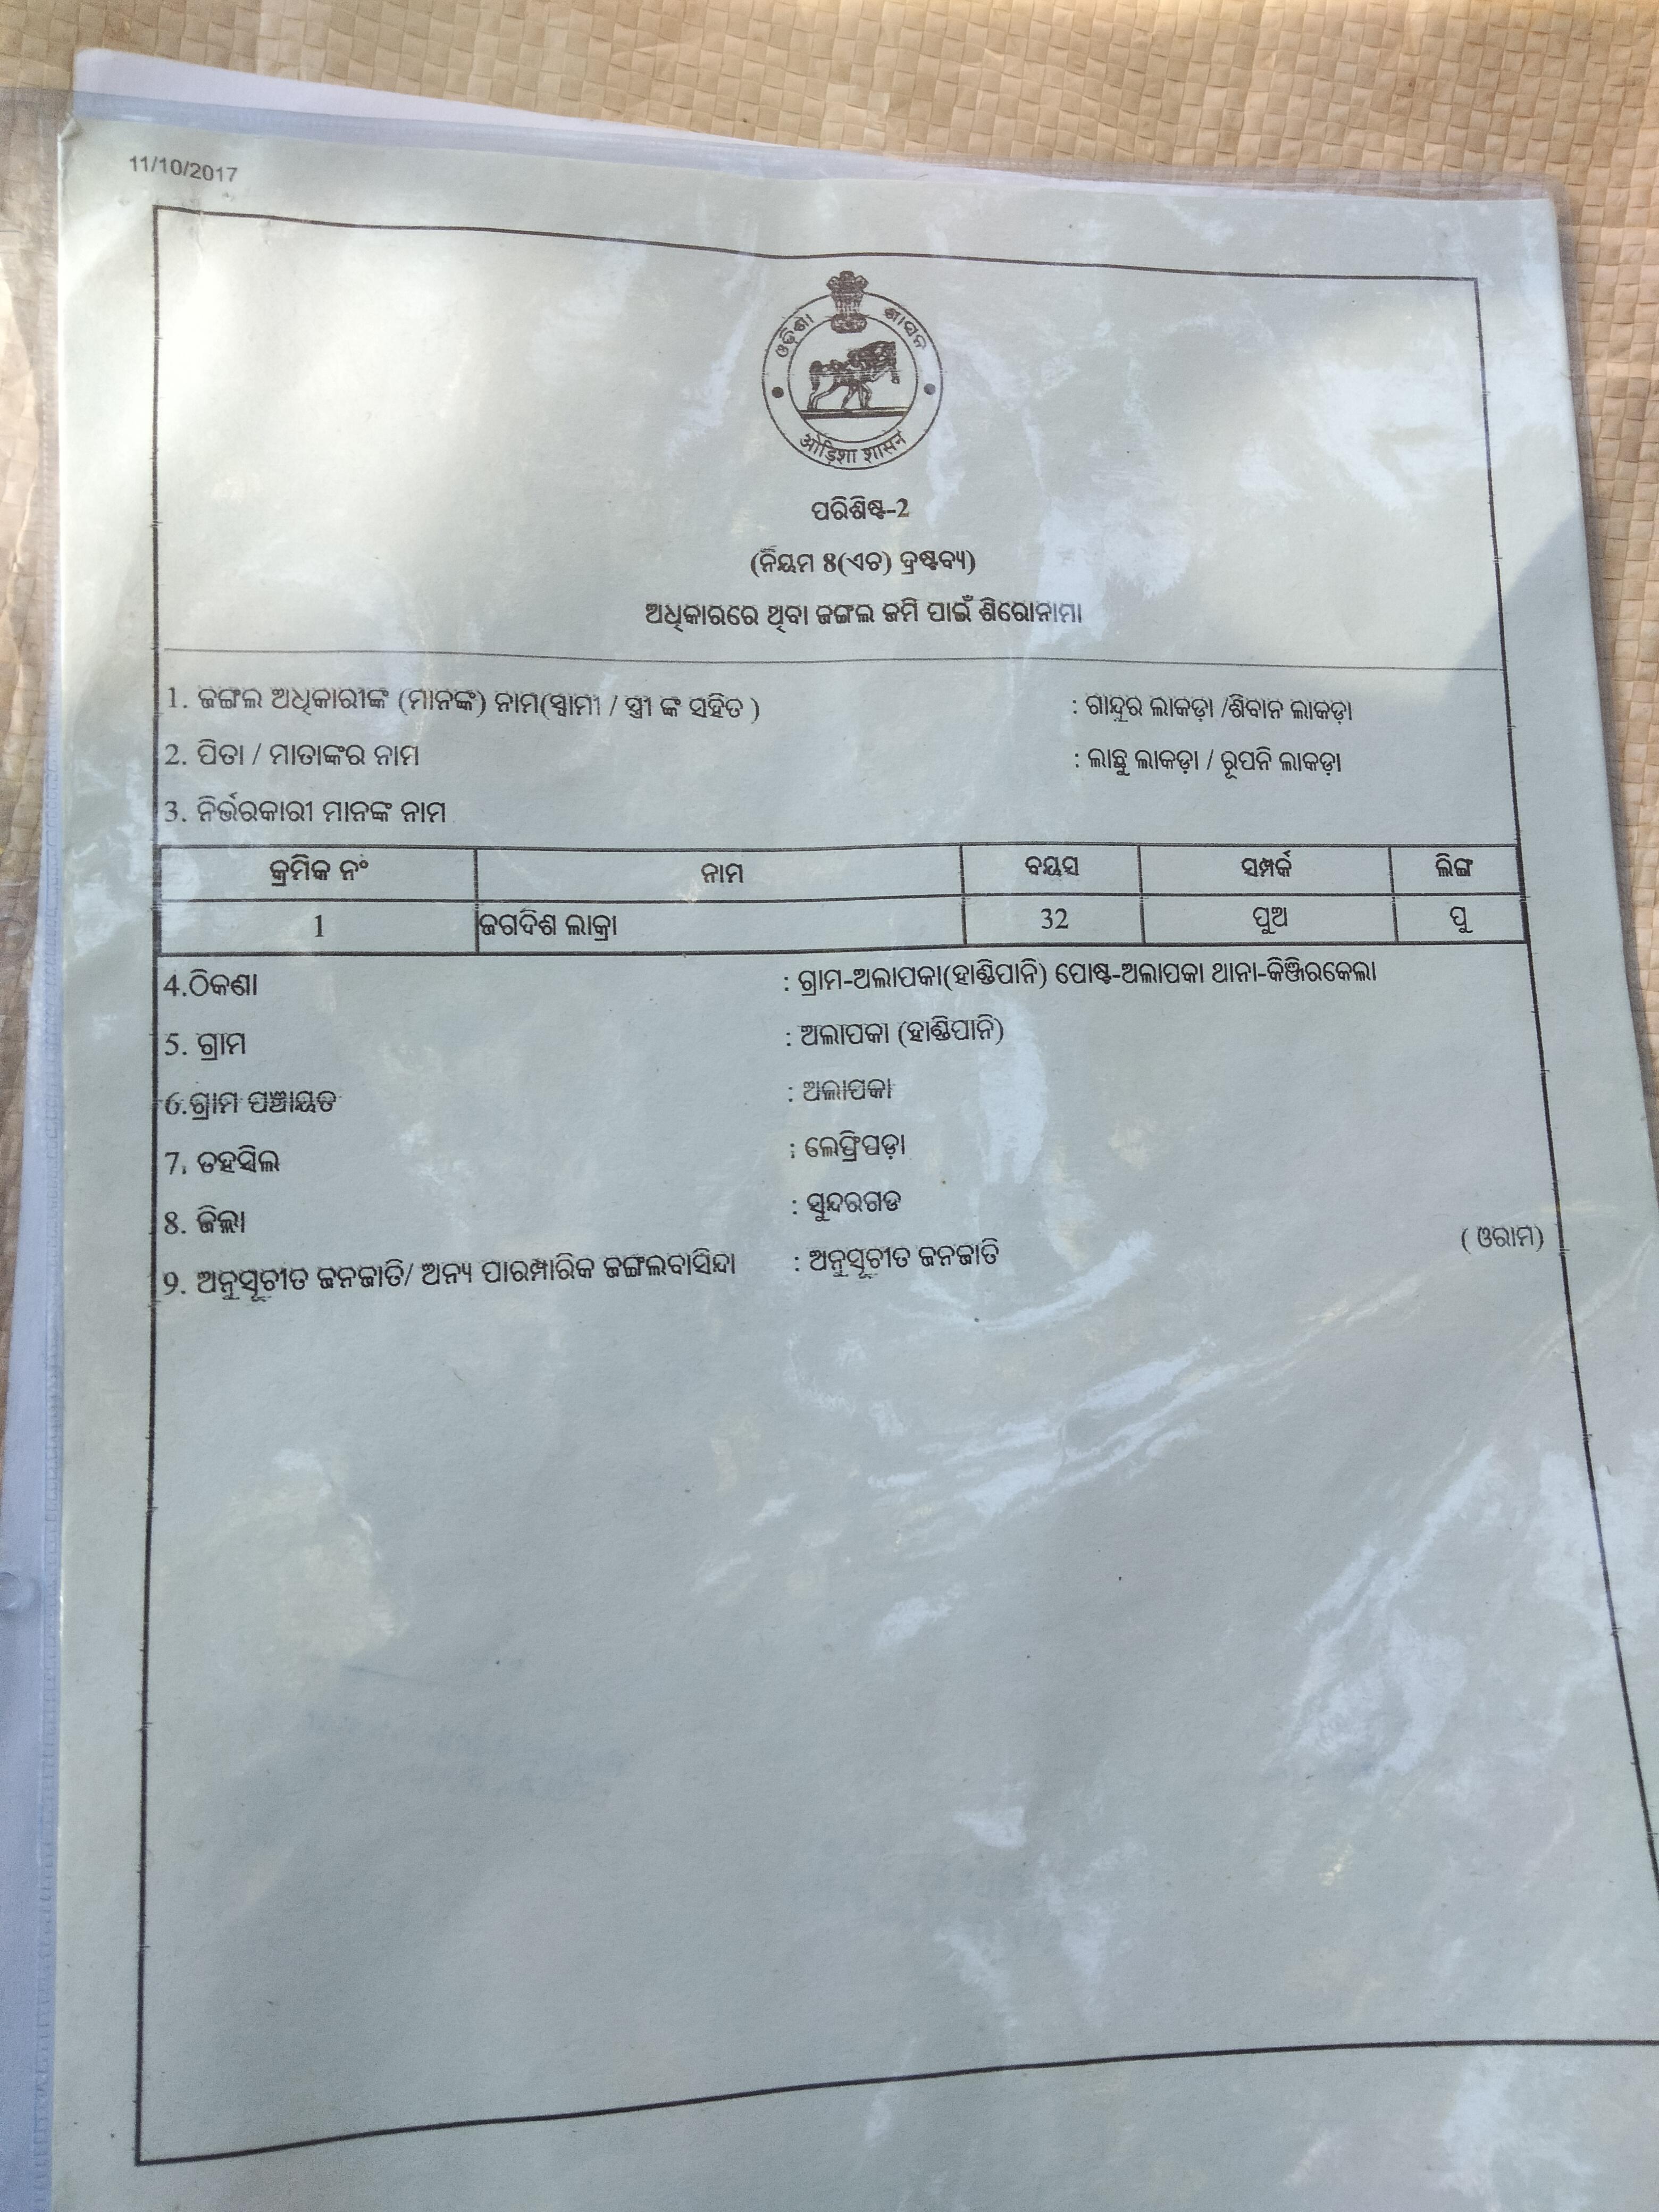 11/10/2017
ଓଡ଼ିଶା ଶାସନ
ओड़िशा शासन
ପରିଶିଷ୍ଟ-2
(ନିୟମ ୫(ଏଚ) ଦ୍ରଷ୍ଟବ୍ୟ)
ଅଧିକାରରେ ଥିବା ଜଙ୍ଗଲ ଜମି ପାଇଁ ଶିରୋନାମା
1. ଜଙ୍ଗଲ ଅଧିକାରୀଙ୍କ (ମାନଙ୍କ) ନାମ(ସ୍ୱାମୀ / ସ୍ତ୍ରୀ ଙ୍କ ସହିତ ) : ଗାନ୍ଦୁର ଲାକଡ଼ା /ଶିବାନ ଲାକଡ଼ା
2. ପିତା / ମାତାଙ୍କର ନାମ : ଲାଛୁ ଲାକଡ଼ା / ରୂପନି ଲାକଡ଼ା
3. ନିର୍ଭରକାରୀ ମାନଙ୍କ ନାମ
କ୍ରମିକ ନଂ ନାମ ବୟସ ସମ୍ପର୍କ ଲିଙ୍ଗ
1 ଜଗଦିଶ ଲାକ୍ରା 32 ପୁଅ ପୁ
4.ଠିକଣା : ଗ୍ରାମ-ଅଲାପକା(ହାଣ୍ଡିପାନି) ପୋଷ୍ଟ-ଅଲାପକା ଥାନା-କିଞ୍ଜିରକେଲା
5. ଗ୍ରାମ : ଅଲାପକା (ହାଣ୍ଡିପାନି)
6.ଗ୍ରାମ ପଞ୍ଚାୟତ : ଅଲାପକା
7. ତହସିଲ : ଲେଫ୍ରିପଡ଼ା
8. ଜିଲ୍ଲା : ସୁନ୍ଦରଗଡ
9. ଅନୁସୂଚୀତ ଜନଜାତି/ ଅନ୍ୟ ପାରମ୍ପାରିକ ଜଙ୍ଗଲବାସିନ୍ଦା : ଅନୁସୂଚୀତ ଜନଜାତି ( ଓରାମ)